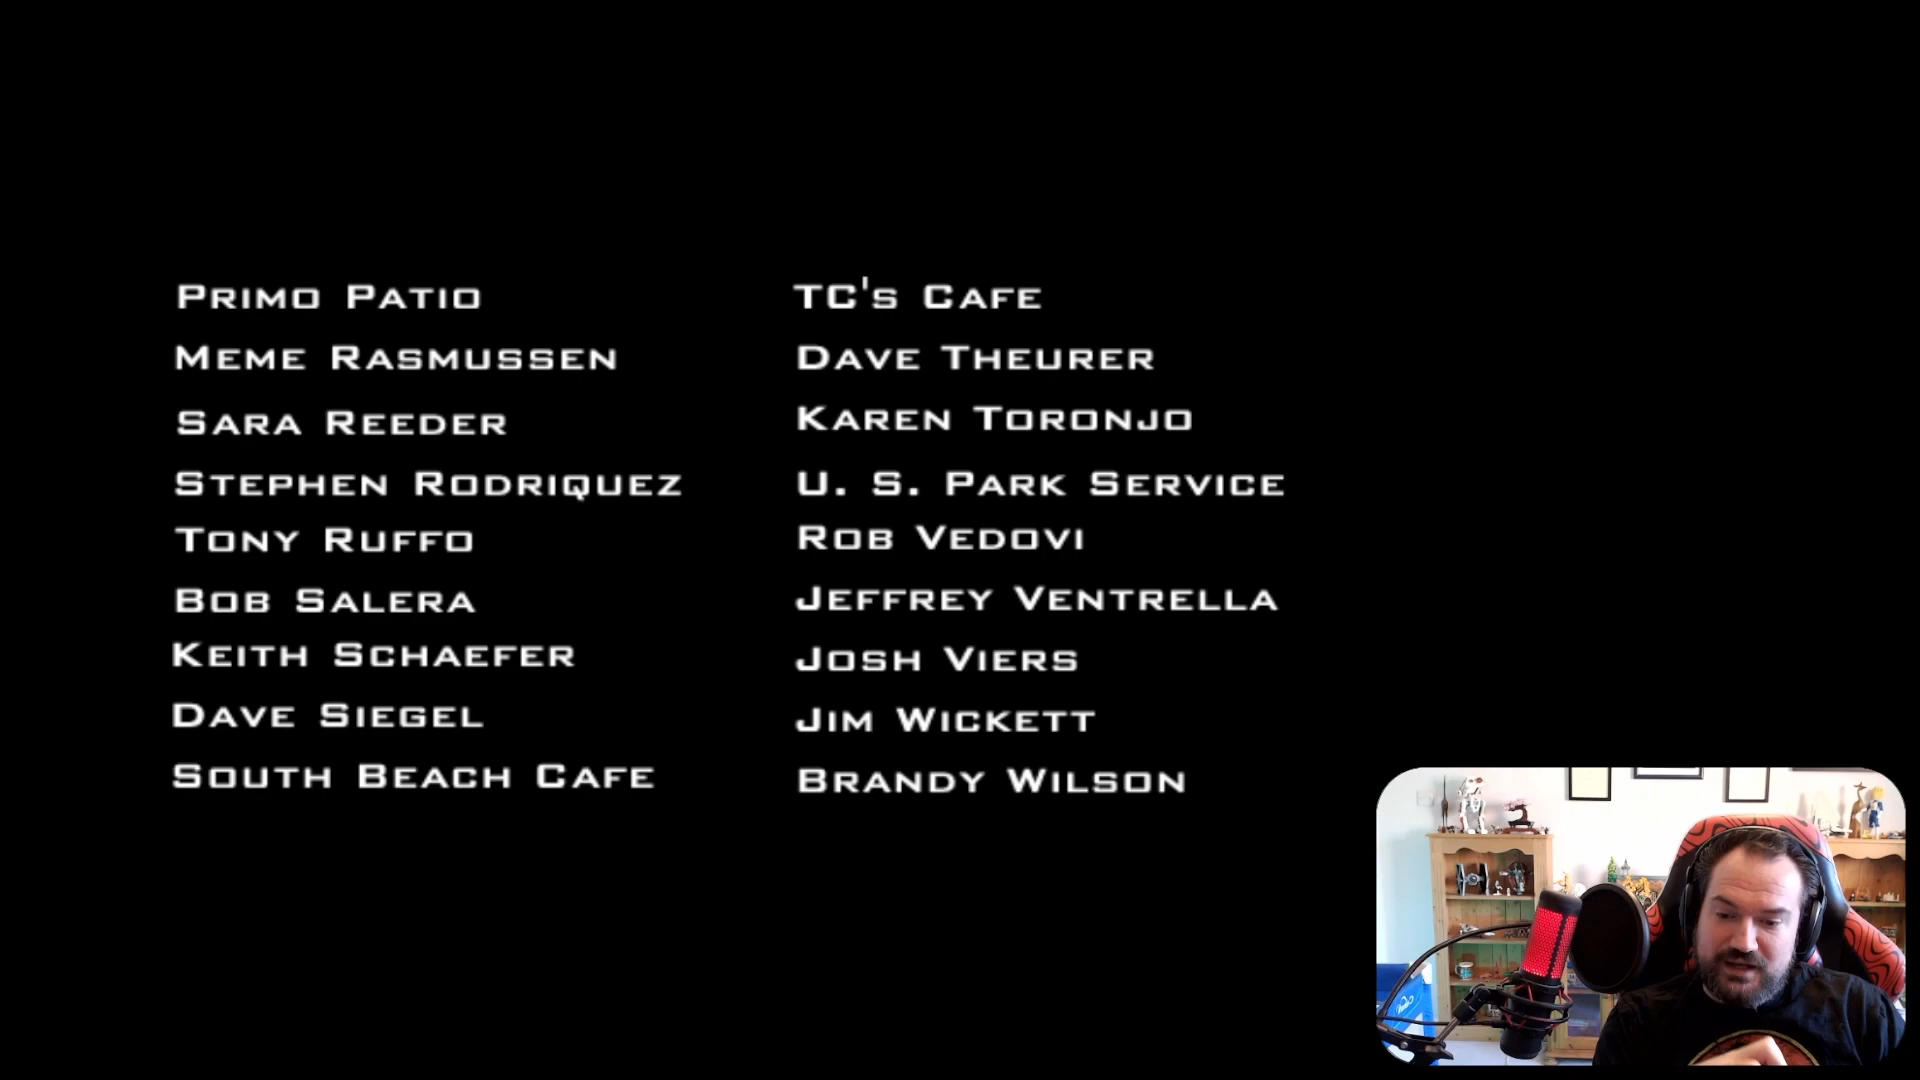 Primo Patio
Meme Rasmussen
Sara Reeder
Stephen Rodriquez
Tony Ruffo
Bob Salera
Keith Schaefer
Dave Siegel
South Beach Cafe
TC's Cafe
Dave Theurer
Karen Toronjo
U. S. Park Service
Rob Vedovi
Jeffrey Ventrella
Josh Viers
Jim Wickett
Brandy Wilson